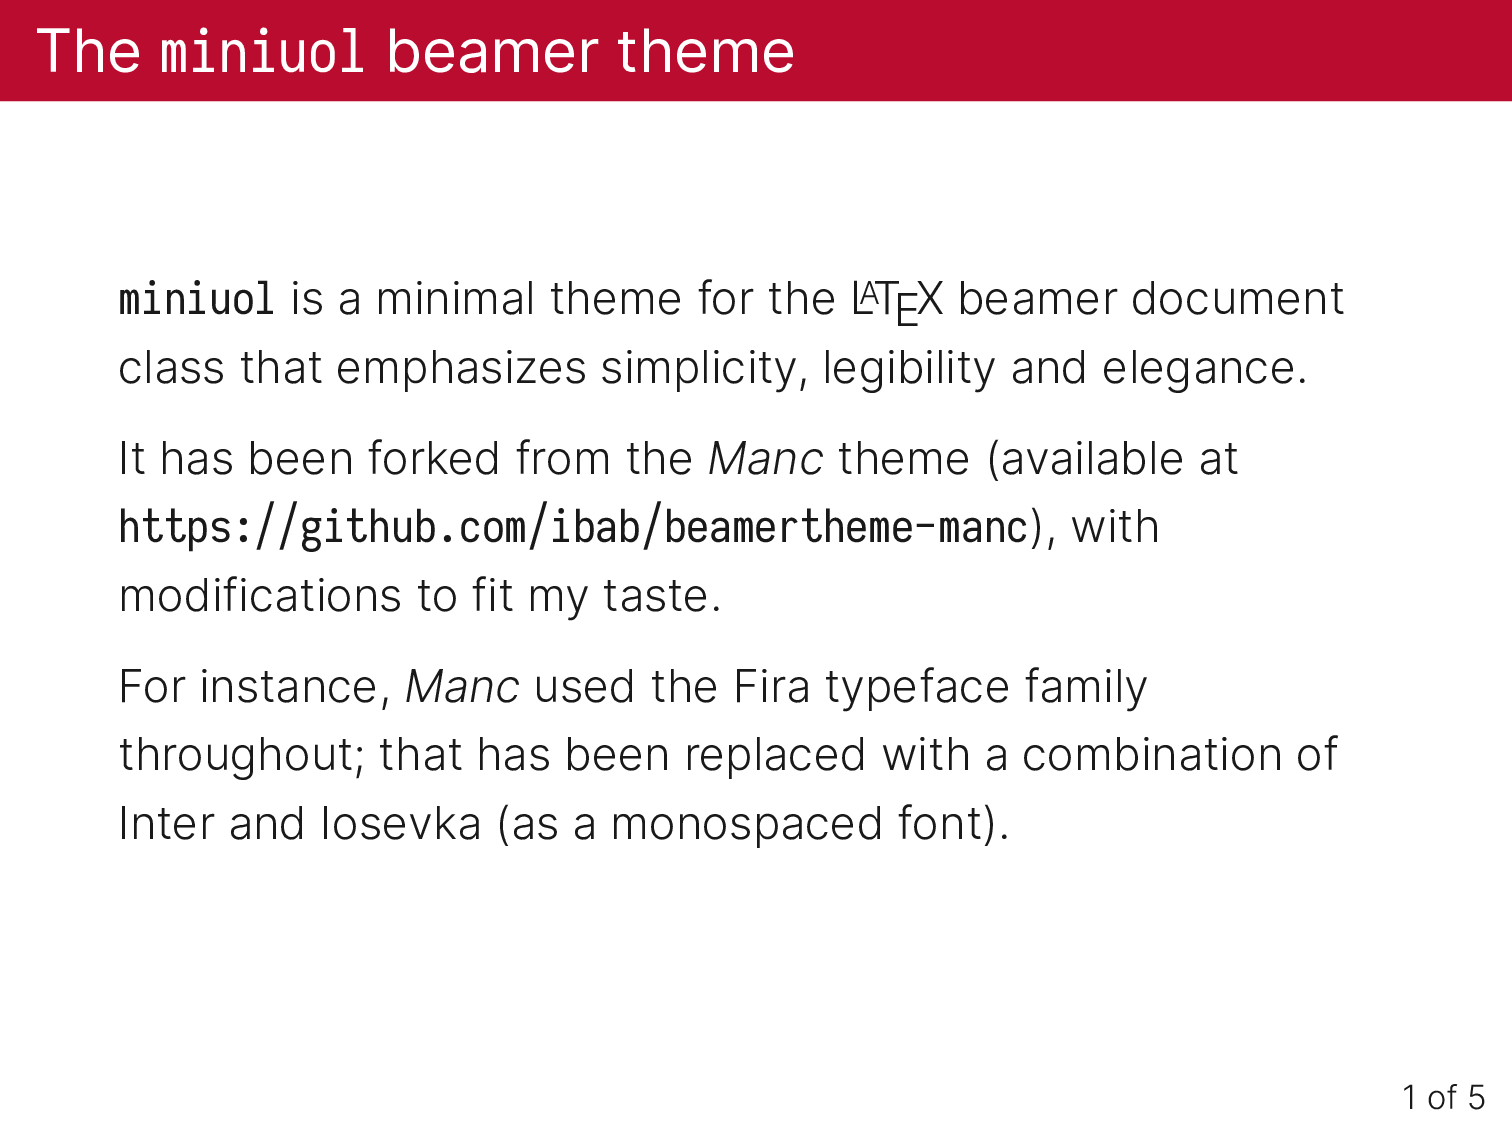 The miniuol beamer theme
miniuol is a minimal theme for the LATEX beamer document
class that emphasizes simplicity, legibility and elegance.
It has been forked from the Manc theme (available at
https://github.com/ibab/beamertheme-manc), with
modifications to fit my taste.
For instance, Manc used the Fira typeface family
throughout; that has been replaced with a combination of
Inter and Iosevka (as a monospaced font).
1 of 5